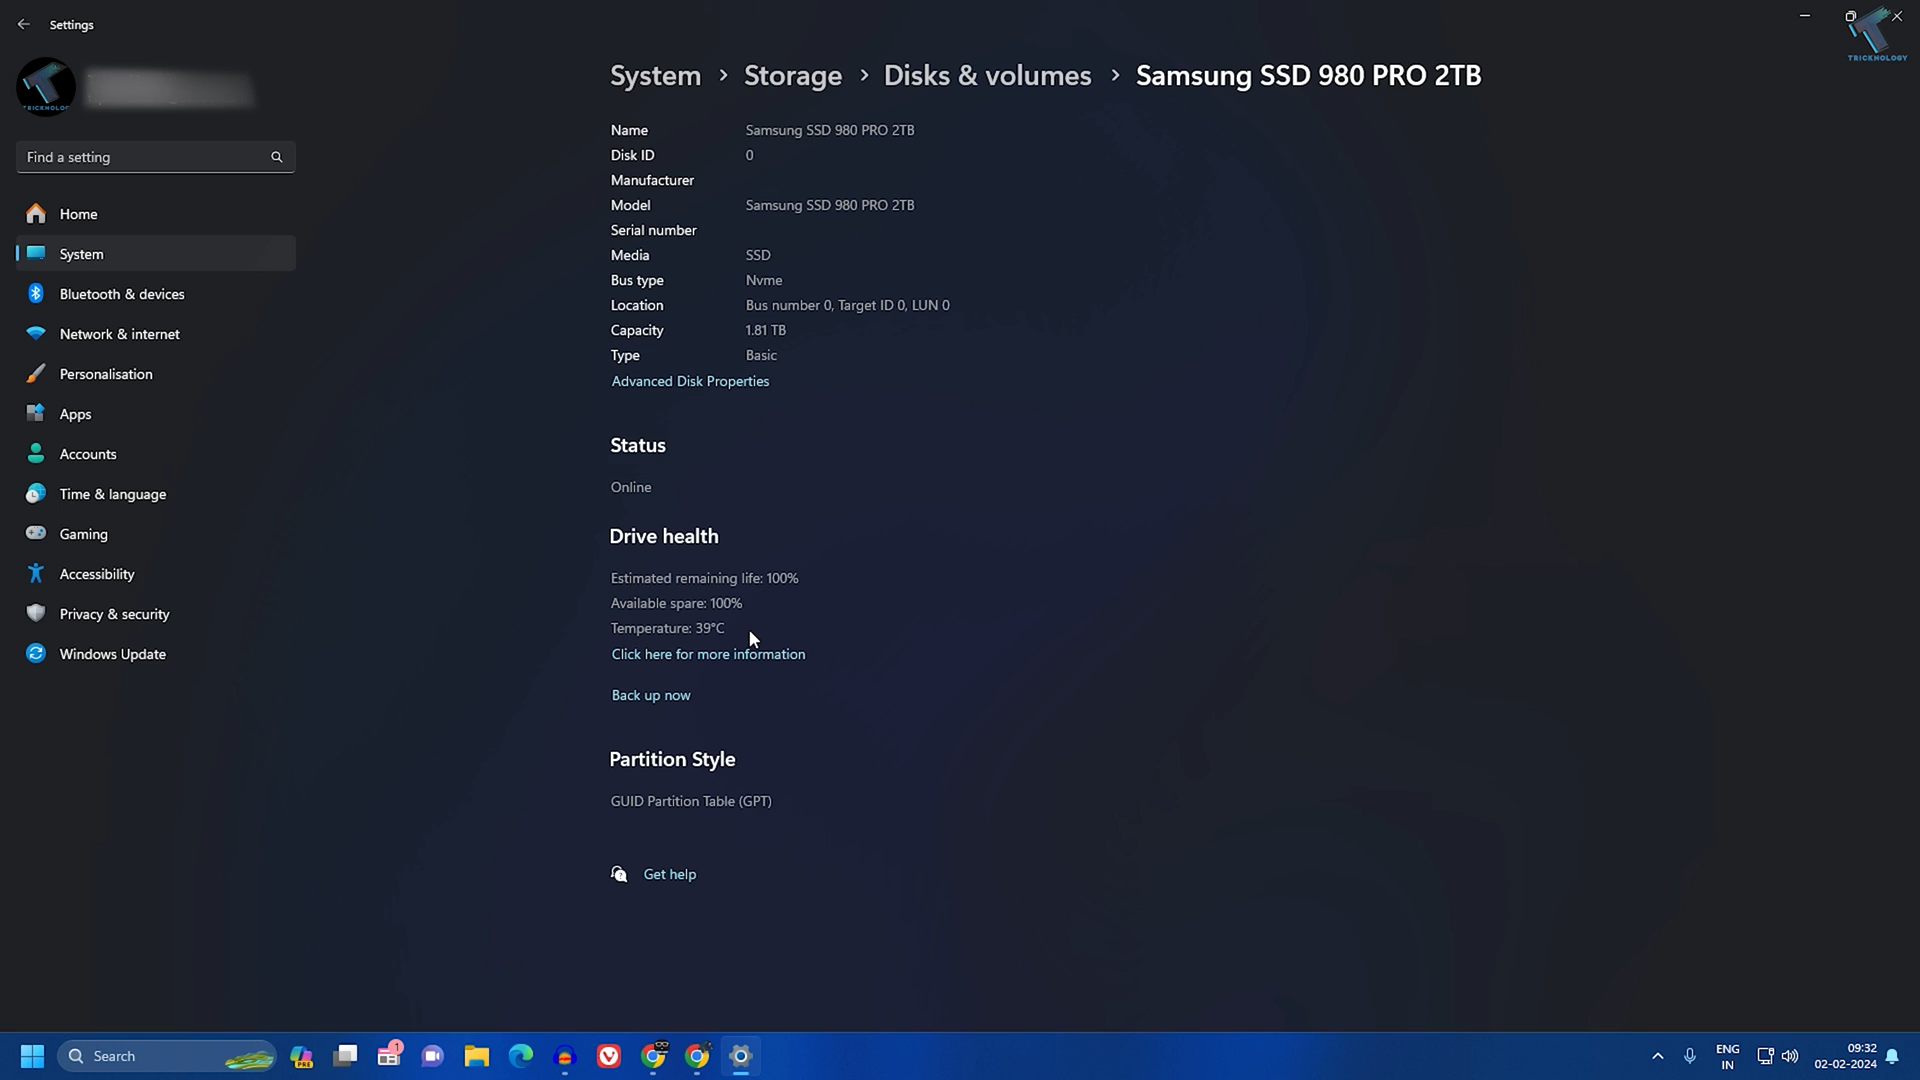 Settings
TRICKNOLOGY
TRICKNOLOGY
System > Storage > Disks & volumes > Samsung SSD 980 PRO 2TB
Find a setting
Home
System
Bluetooth & devices
Network & internet
Personalisation
Apps
Accounts
Time & language
Gaming
Accessibility
Privacy & security
Windows Update
Name Samsung SSD 980 PRO 2TB
Disk ID 0
Manufacturer
Model Samsung SSD 980 PRO 2TB
Serial number
Media SSD
Bus type Nvme
Location Bus number 0, Target ID 0, LUN 0
Capacity 1.81 TB
Type Basic
Advanced Disk Properties
Status
Online
Drive health
Estimated remaining life: 100%
Available spare: 100%
Temperature: 39°C
Click here for more information
Back up now
Partition Style
GUID Partition Table (GPT)
Get help
Search
PRE
1
ENG
IN
09:32
02-02-2024